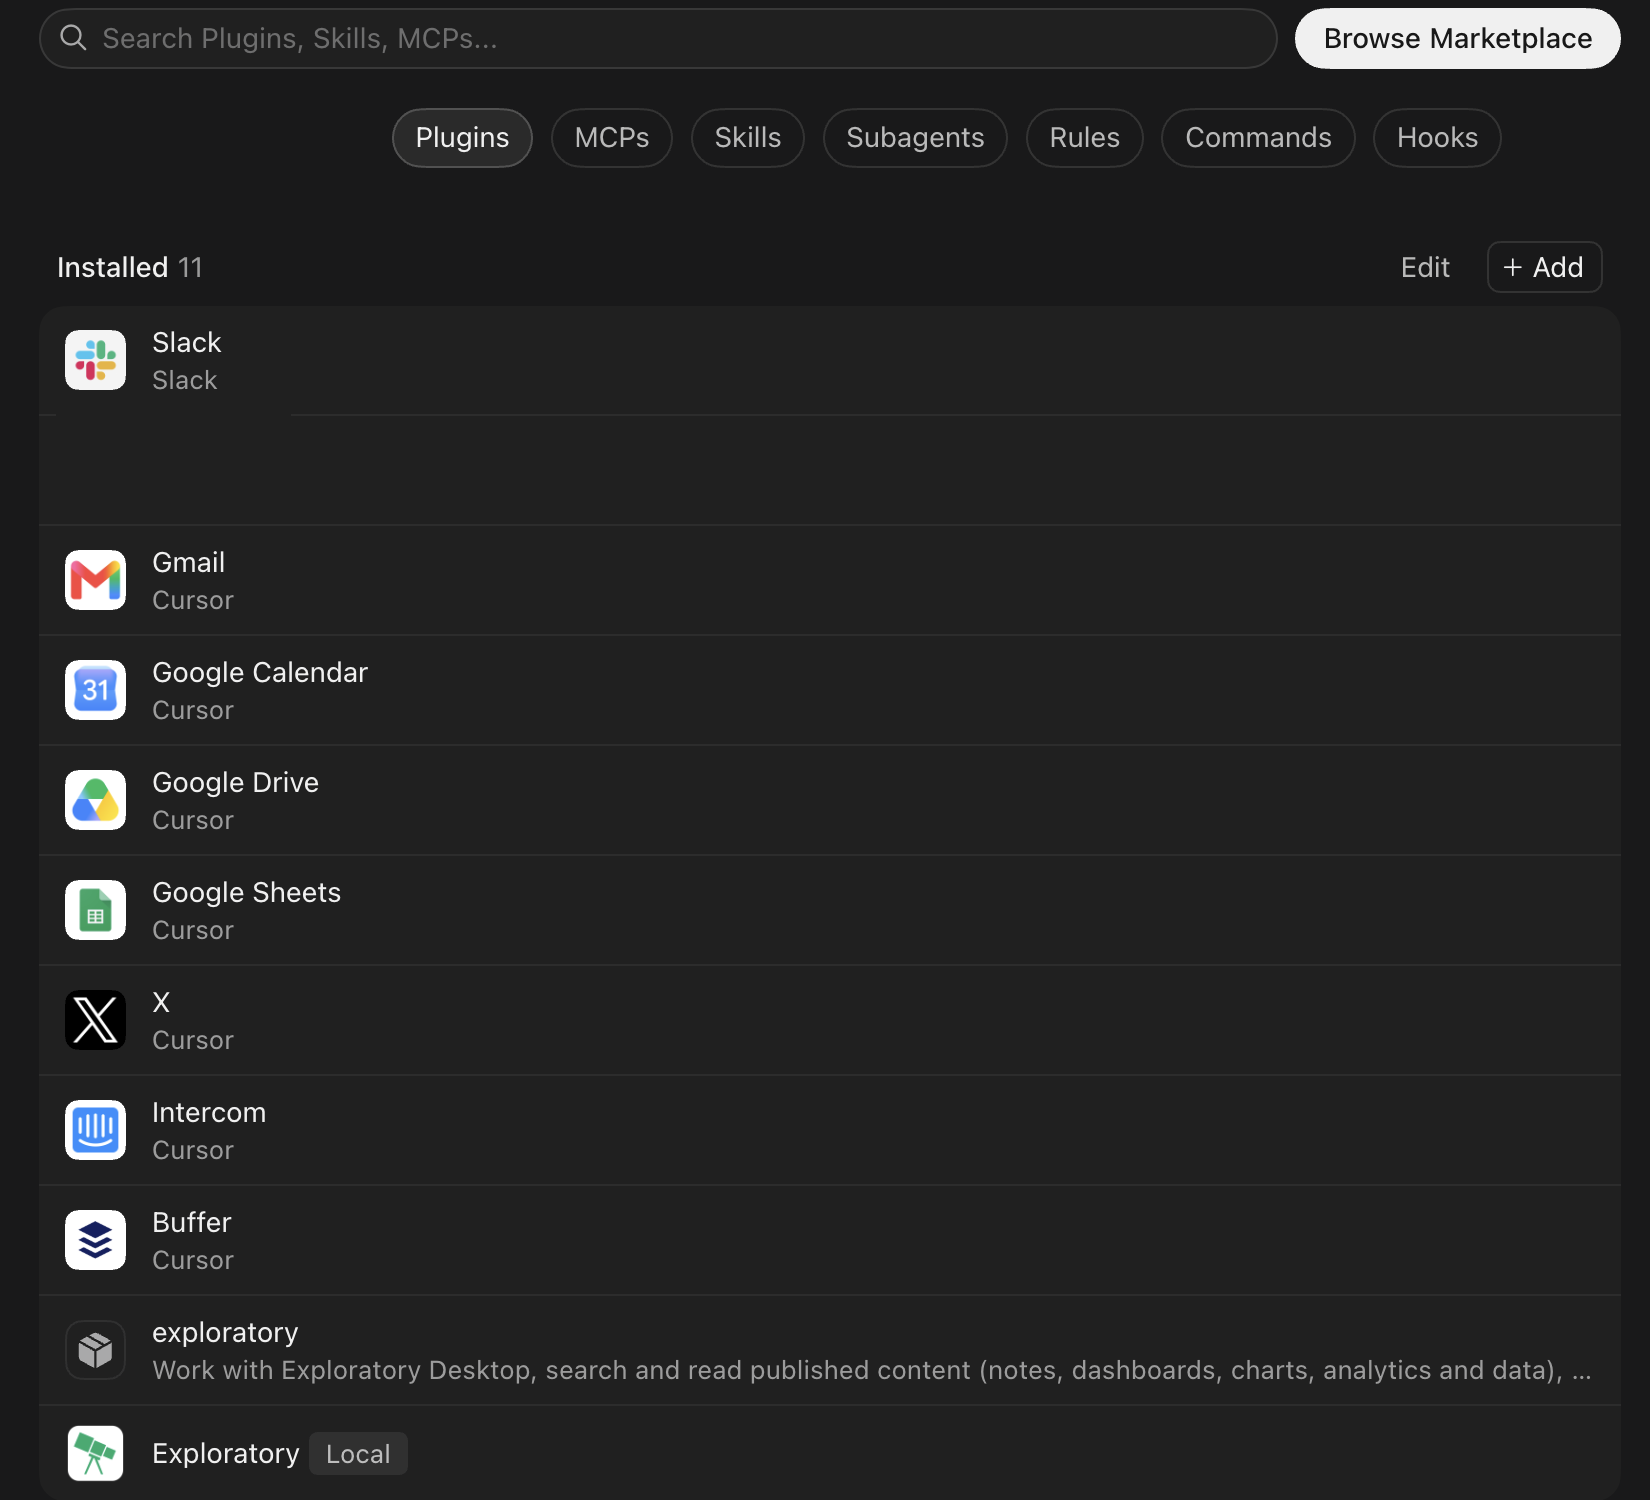 Search Plugins, Skills, MCPs...
Browse Marketplace
Plugins
MCPs
Skills
Subagents
Rules
Commands
Hooks
Installed 11
Edit
+ Add
Slack
Slack
Gmail
Cursor
31
Google Calendar
Cursor
Google Drive
Cursor
Google Sheets
Cursor
X
Cursor
Intercom
Cursor
Buffer
Cursor
exploratory
Work with Exploratory Desktop, search and read published content (notes, dashboards, charts, analytics and data), ...
Exploratory Local